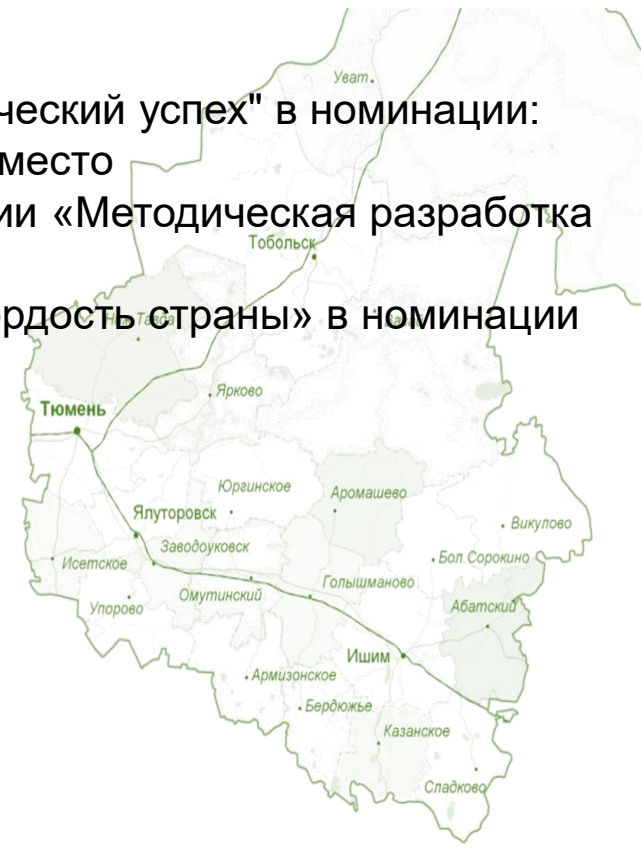 Уват
ческий успех" в номинации:
место
ии «Методическая разработка
Тобольск
рдость страны» в номинации
Ярково
Тюмень
Юргинское
Аромашево
Ялуторовск
Викулово
Заводоуковск
Бол.Сорокино
Исетское
Голышманово
Омутинский
Абатский
Упорово
Ишим
Армизонское
Бердюжье
Казанское
Сладково